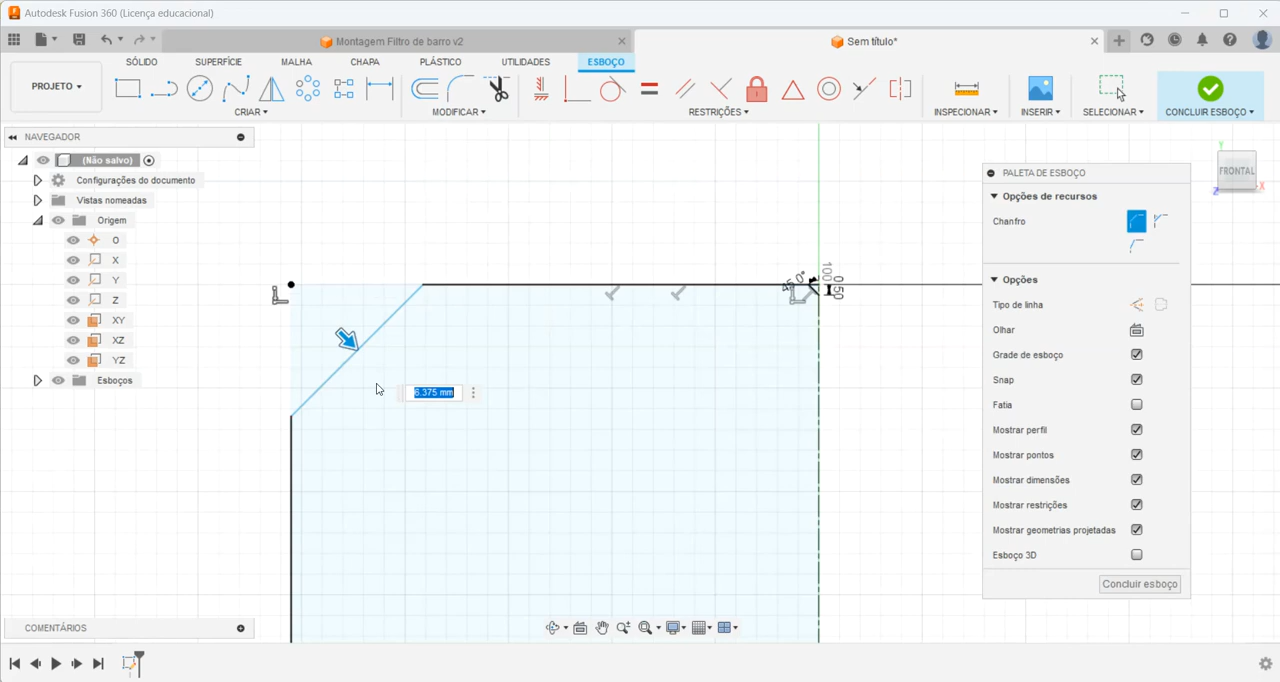 Autodesk Fusion 360 (Licença educacional)
Montagem Filtro de barro v2
Sem título*
PROJETO
SÓLIDO
SUPERFÍCIE
MALHA
CHAPA
PLÁSTICO
UTILIDADES
ESBOÇO
CRIAR
MODIFICAR
RESTRIÇÕES
INSPECIONAR
INSERIR
SELECIONAR
CONCLUIR ESBOÇO
NAVEGADOR
(Não salvo)
Configurações do documento
Vistas nomeadas
Origem
O
X
Y
Z
XY
XZ
YZ
Esboços
6.375 mm
100
0.50
Y
FRONTAL
X
Z
PALETA DE ESBOÇO
Opções de recursos
Chanfro
Opções
Tipo de linha
Olhar
Grade de esboço
Snap
Fatia
Mostrar perfil
Mostrar pontos
Mostrar dimensões
Mostrar restrições
Mostrar geometrias projetadas
Esboço 3D
Concluir esboço
COMENTÁRIOS